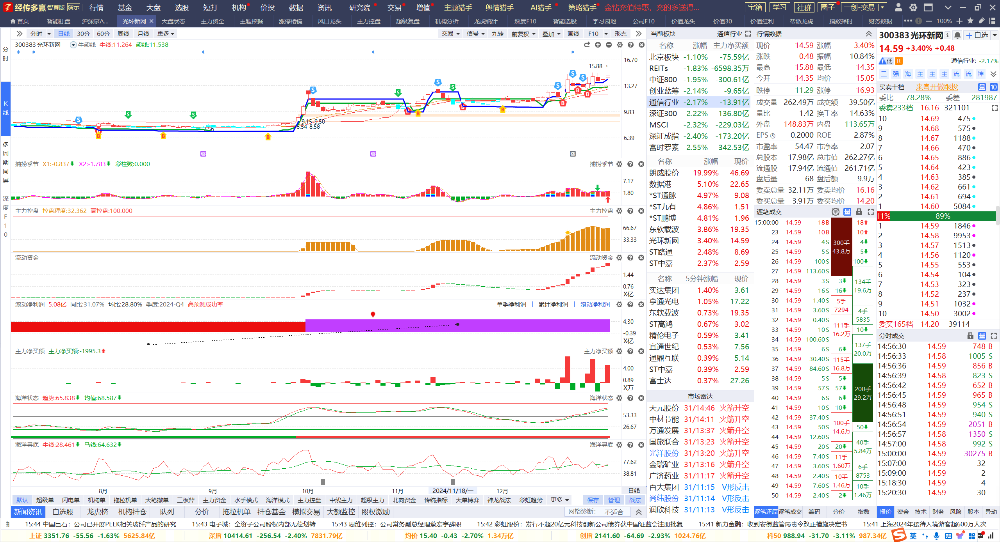 经传多赢 智尊版 演示 行情 基金 大盘 选股 短打 机构 价投 数据 资讯 研究院 交易 增值 主题猎手 舆情猎手 AI猎手 策略猎手 金钻充值特惠，充的多送得... 宝箱 学习 社群 圈子 一创-交易
首页 智能盯盘 沪深京A... 光环新网 大盘状态 主力资金 主题挖掘 涨停棱镜 风口龙头 主力控盘 超级复盘 机构分析 龙虎统计 深度F10 智能选股 学习园地 公司F10 价值龙头 价值30 价值红利 帮派龙虎 指数择时 财务数据 100%
分时 日线 30分 60分 周线 月线 更多 交易 信号 九转 前复权 叠加 画线 F10 形态
分时
K线
多周期同屏
深度F10
300383 光环新网 牛熊线 牛线:11.264 熊线:11.538
16.70
15.88
13.27
9.83
9.15-9.50
8.54-8.58
7.56
6.39
捕捞季节 X1:-0.837 X2:-1.783 彩柱数:0.000 捕捞季节
7.17
1.80
主力控盘 控盘程度:32.362 高控盘:100.000 主力控盘
66.67
33.33
流动资金 流动资金
1.44
0.76
X亿
滚动净利润 5.08亿 同比:31.07% 环比:28.80% 季度:2024-Q4 高预测成功率 单季净利润 累计净利润 滚动净利润
4.30
-0.39
X亿
主力净买额 主力净买额:-1995.3 主力净买额
4.00
0.89
X万
海洋状态 趋势:65.838 均值:68.587 海洋状态
53.33
26.67
海洋寻底 牛线:28.461 马线:64.632 海洋寻底
77.62
38.81
8月 9月 10月 11月 2024/11/18/一 12月 日线
默认 超级单 闪电单 机构单 拖拉机单 大笔撤单 三板斧 主力资金 水手模式 海洋模式 主力控盘 中线主力 超级主力 北向资金 传统指标 大单博弈 神龙战法 彩虹趋势 更多 保存 管理 战法
新闻资讯 自选股 龙虎榜 机构持仓 队列 分价 拖拉机单 持仓基金 模拟交易 大额监控 股权激励 网格诊断： 不适合
当前板块 通信行业
名称 涨幅 主力净买额
北京板块 -1.10% -75.59亿
REITs -1.83% -6598.35万
中证800 -1.95% -300.61亿
创业蓝筹 -2.14% -9.65亿
通信行业 -2.17% -13.91亿
深证300 -2.22% -136.80亿
MSCI -2.32% -229.03亿
深证成指 -2.40% -173.20亿
富时罗素 -2.55% -342.53亿
名称 涨幅 现价
朗威股份 19.99% 46.69
数据港 5.10% 22.65
*ST通脉 4.97% 9.08
*ST九有 4.86% 1.51
*ST鹏博 4.81% 1.96
东软载波 3.86% 19.35
光环新网 3.40% 14.59
ST路通 2.48% 8.69
ST中嘉 2.37% 2.59
名称 5分钟涨幅 现价
实达集团 1.40% 3.61
亨通光电 1.05% 17.22
东软载波 0.73% 19.35
ST高鸿 0.67% 3.02
精伦电子 0.59% 3.41
宜通世纪 0.53% 7.56
通鼎互联 0.39% 5.14
ST中嘉 0.39% 2.59
富士达 0.37% 27.26
市场雷达
天元股份 31/14:46 火箭升空
中材节能 31/14:11 火箭升空
万通发展 31/13:37 火箭升空
国旅联合 31/13:23 火箭升空
光洋股份 31/13:20 火箭升空
金瑞矿业 31/13:16 火箭升空
广济药业 31/11:17 火箭升空
百大集团 31/11:15 V形反击
尚纬股份 31/11:14 V形反击
润欣科技 31/11:13 V形反击
行情数据
现价 14.59 涨幅 3.40%
涨跌 0.48 振幅 10.84%
最高 15.88 最低 14.35
今开 14.35 均价 15.05
跌停 11.29 涨停 16.93
成交量 262.49万 成交额 39.50亿
量比 1.42 换手率 14.63%
外盘 148.83万 内盘 113.65万
EPS③ 0.2000 ROE 2.87%
市盈率 54.47 市净率 2.07
总股本 17.98亿 总市值 262.27亿
流通股 17.94亿 流通值 261.71亿
盘后量 68 盘后额 9.9万
委卖总量 32.11万 委卖均价 16.16
委买总量 3.91万 委买均价 14.20
逐笔成交 单 量
15:00:00 14.59 18 B 18
23 14.59 10 B 10
24 14.59 4 S 4
25 14.59 5 S 5
26 14.59 100 S 100
27 14.59 113.60 S
28 14.59 3 S 3
29 14.59 16 S 16
30 14.59 1.40 S
31 14.59 3.60 S
32 14.59 0.40 S
33 14.59 10 S 10
34 14.59 100.60 S
35 14.59 6 S 6
36 14.59 30.40 S
37 14.59 84.60 S
38 14.59 5 S 5
39 14.59 57 S 57
40 14.59 6 S 6
41 14.59 10 S 10
42 14.59 37.40 S
43 14.59 50 S 50
44 14.59 12.60 S
45 14.59 20 S 20
46 14.59 7.40 S
47 14.59 3.60 S
48 14.59 2.40 S
49 14.59 7.60 S
50 14.59 2.40 S 2
300手 43.8万
5手 7294
111手 16.2万
115手 16.8万
100手 14.6万
11手 1.60万
10手 1.46万
134手 19.6万
4手 5835
137手 20.0万
200手 29.2万
40手 5.84万
6手 8753
10手 1.46万
逐笔还原 逐笔成交 筹码 分价 指数
300383 光环新网 自选
14.59 +3.40% +0.48
低 R 通信行业: -2.17%
三 强 海 主 主 主 流 流 神
买卖十档 来粤开做跟投 量 10
委比 -78.28% 委差 -281987
委卖233档 16.16 321101
10 14.69 475
9 14.68 575
8 14.67 1188
7 14.66 470
6 14.65 886
5 14.64 423
4 14.63 385
3 14.62 661
2 14.61 694
1 14.60 5084
11% 89%
1 14.59 1846
2 14.58 9953
3 14.57 1513
4 14.56 1120
5 14.55 553
6 14.54 104
7 14.53 323
8 14.52 237
9 14.51 1032
10 14.50 3002
委买165档 14.20 39114
分时成交 量
14:56:30 14.59 748 B
14:56:33 14.58 1005 S
14:56:36 14.59 856 B
14:56:39 14.58 823 S
14:56:42 14.59 652 B
14:56:45 14.59 965 B
14:56:48 14.59 954 S
14:56:51 14.59 940 S
14:56:54 14.59 2051 B
14:56:57 14.58 1350 S
14:57:00 14.58 992 S
15:00:00 14.59 30275 B
15:07:00 14.59 32
15:09:00 14.59 2
15:18:30 14.59 4
15:20:30 14.59 30
报价 资金 技术 财务 风险 股本 异动
15:44 中国巨石：公司已开展PEEK相关玻纤产品的研究 15:43 电子城：全资子公司股权内部无偿划转 15:43 思维列控：公司常务副总经理蔡宏宇辞职 15:42 彩虹股份：发行不超20亿元科技创新公司债券获中国证监会注册批复 15:41 新力金融：收到安徽监管局责令改正措施决定书 15:41 上海2024年接待入境游客超600万人次
上证 3351.76 -55.56 -1.63% 5625.84亿 深指 10414.61 -256.54 -2.40% 7831.79亿 均价 15.40 -0.43 -2.70% 1.34万亿 创指 2141.60 -64.69 -2.93% 1024.76亿 科50 988.94 -31.70 -3.11% 987.34亿 英